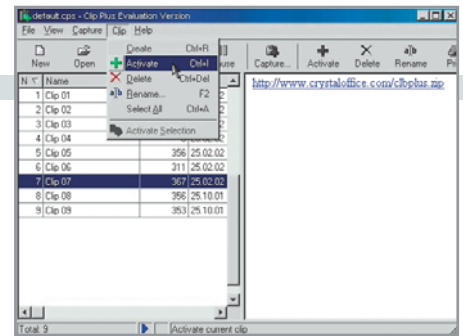 default.cps - Clip Plus Evaluation Version
File View Capture Clip Help
New Open Capture... Activate Delete Rename
Create Ctrl+R
Activate Ctrl+I
Delete Ctrl+Del
Rename... F2
Select All Ctrl+A
Activate Selection
http://www.crystaloffice.com/clbplus.zip
N Name
1 Clip 01
2 Clip 02
3 Clip 03
4 Clip 04
5 Clip 05 356 25.02.02
6 Clip 06 311 25.02.02
7 Clip 07 367 25.02.02
8 Clip 08 356 25.10.01
9 Clip 09 353 25.10.01
Total: 9 Activate current clip